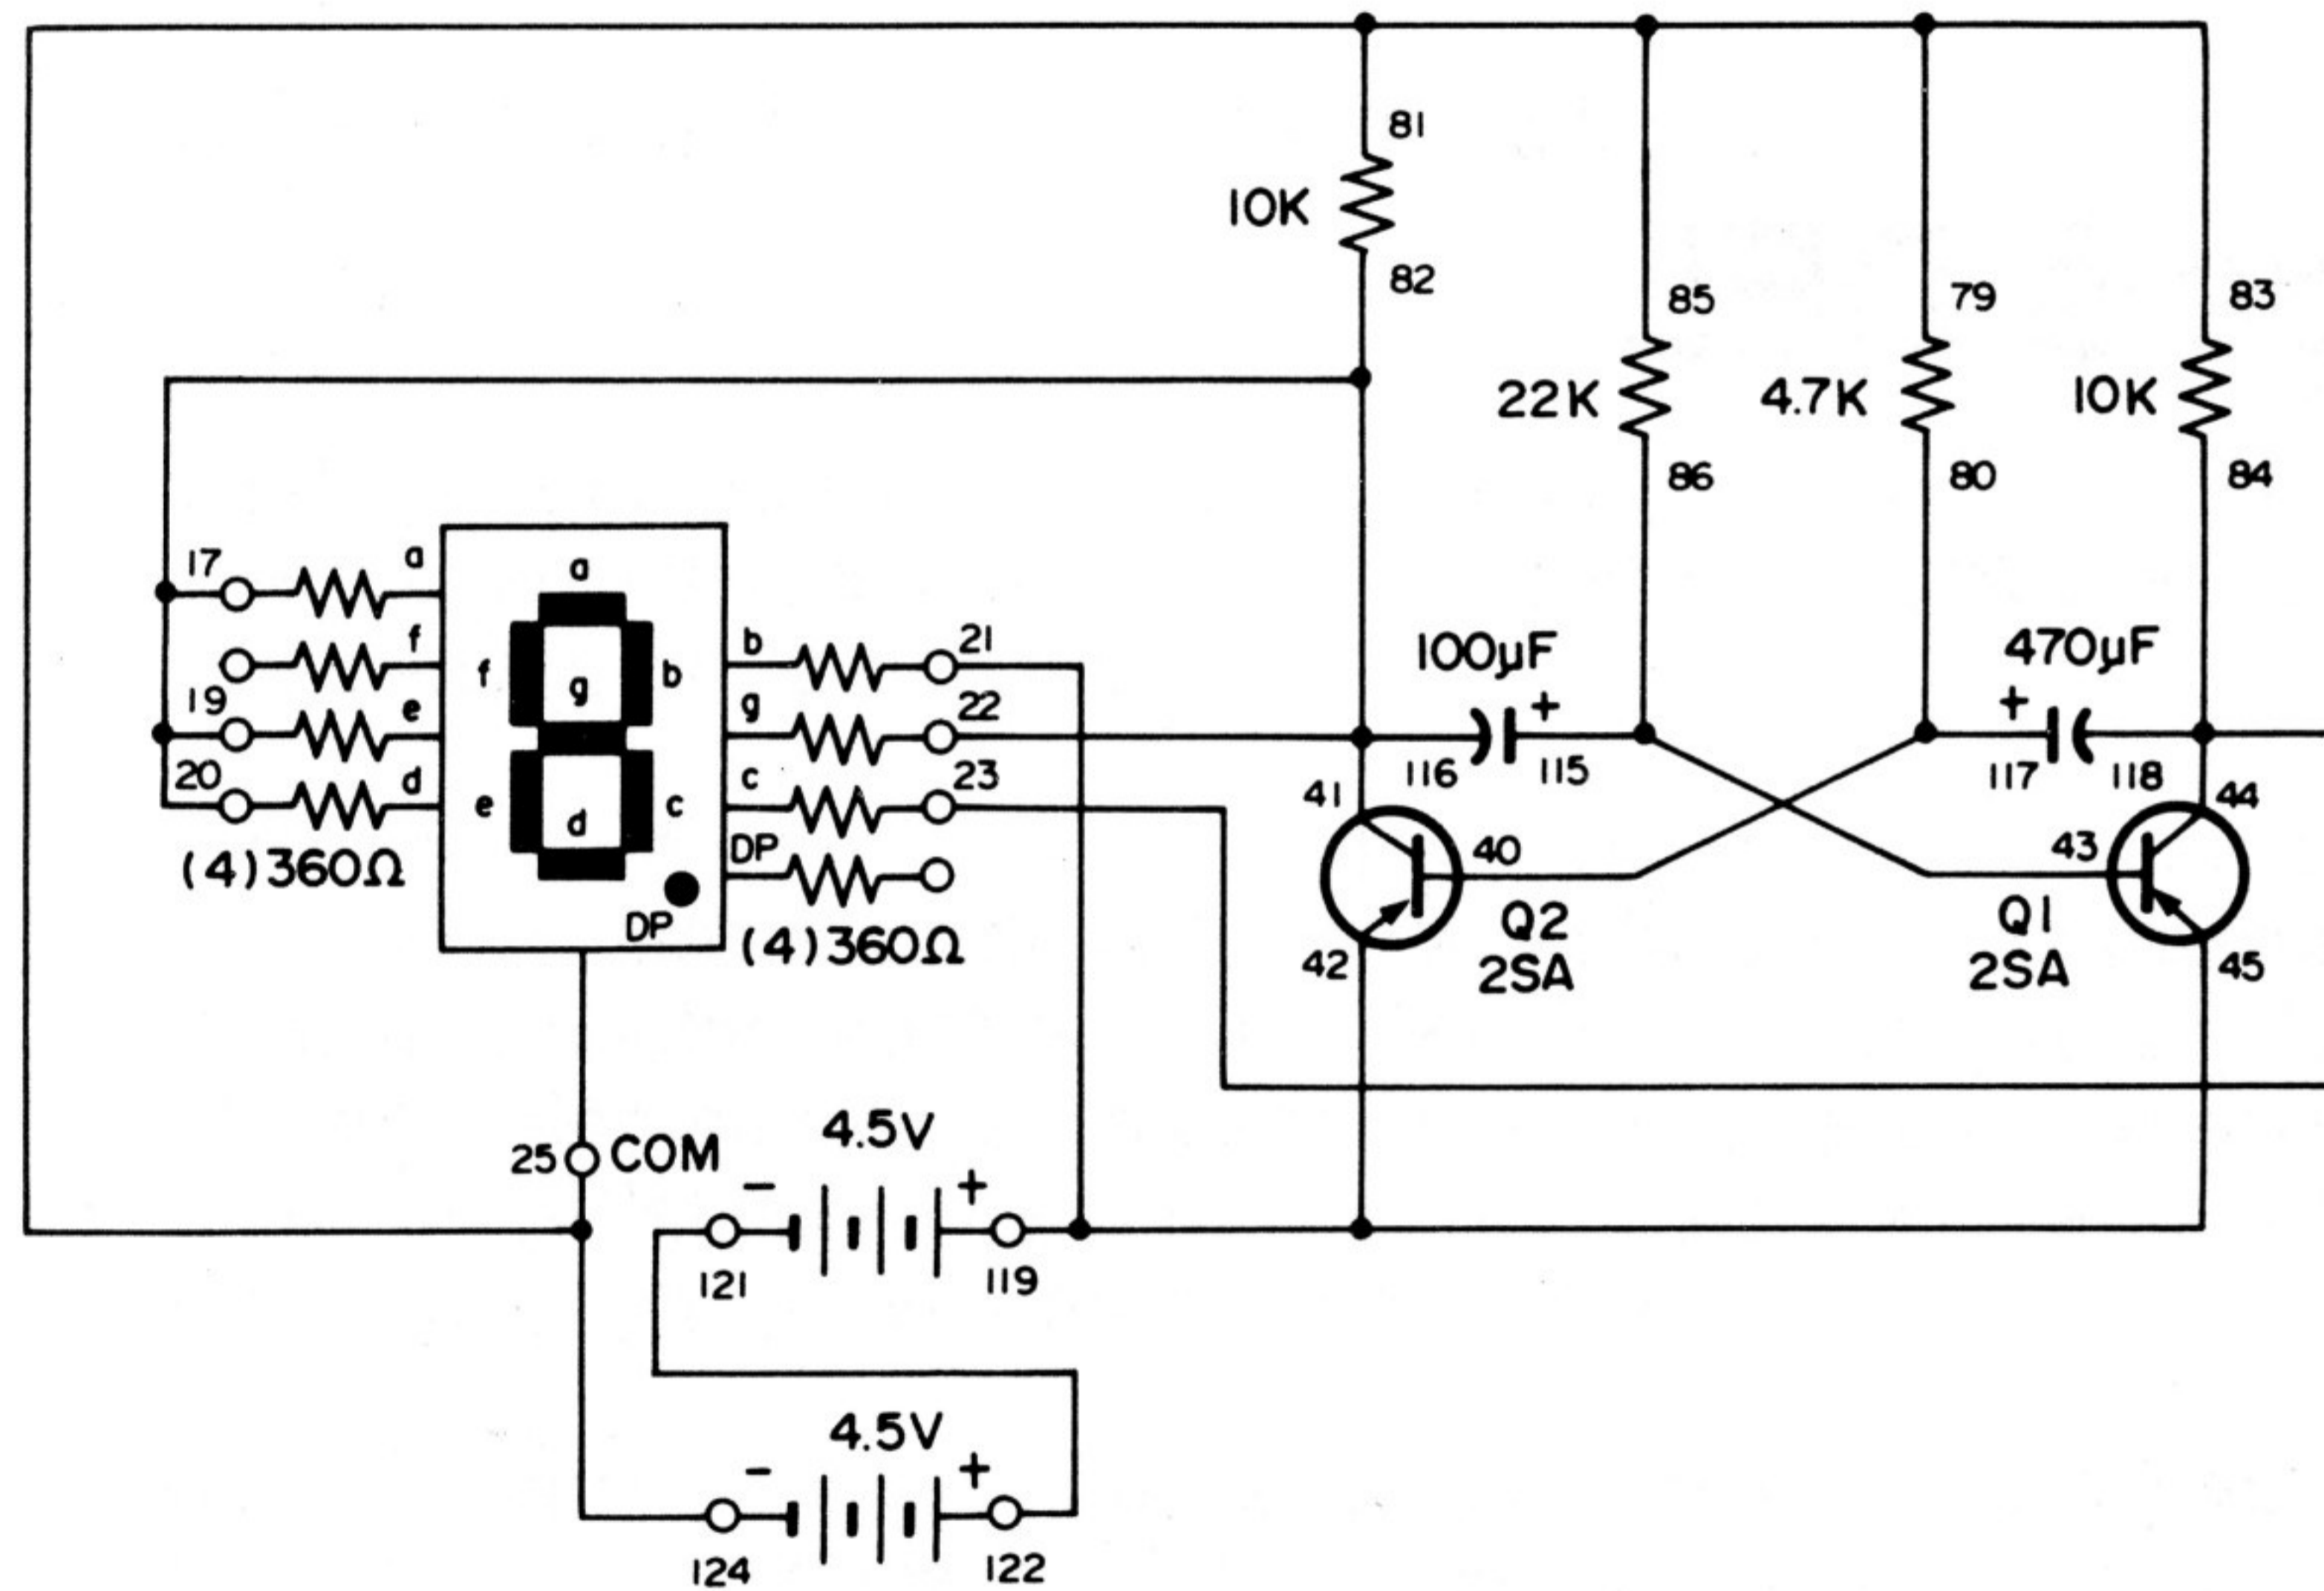 81
10K
82
85
79
83
22K
4.7K
10K
86
80
84
17
a
a
f
b
21
100µF
470µF
f
g
b
19
e
g
22
+
+
20
d
c
23
116
115
117
118
e
d
c
41
44
(4)360Ω
DP
40
43
DP
(4)360Ω
Q2
Q1
42
2SA
2SA
45
25
COM
4.5V
−
+
121
119
4.5V
−
+
124
122